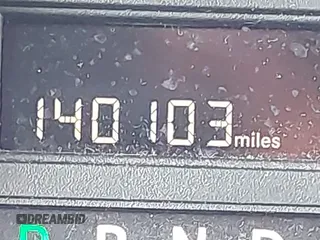 140103 miles
P R N D
DREAMBID